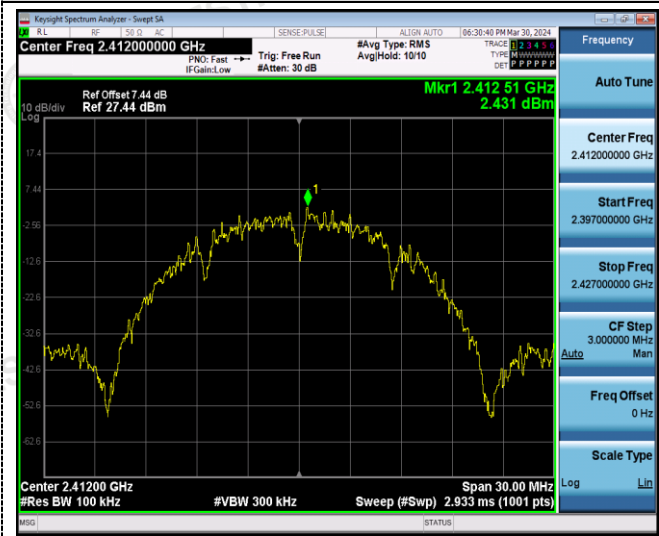 Keysight Spectrum Analyzer - Swept SA
RL RF 50 Ω AC SENSE:PULSE ALIGN AUTO 06:30:40 PM Mar 30, 2024
Center Freq 2.412000000 GHz
PNO: Fast
IFGain:Low
Trig: Free Run
#Atten: 30 dB
#Avg Type: RMS
Avg|Hold: 10/10
TRACE 1 2 3 4 5 6
TYPE M W W W W W
DET P P P P P P
Ref Offset 7.44 dB
Ref 27.44 dBm
10 dB/div
Log
Mkr1 2.412 51 GHz
2.431 dBm
1
17.4
7.44
-2.56
-12.6
-22.6
-32.6
-42.6
-52.6
-62.6
Center 2.41200 GHz
Span 30.00 MHz
#Res BW 100 kHz
#VBW 300 kHz
Sweep (#Swp) 2.933 ms (1001 pts)
MSG
STATUS
Frequency
Auto Tune
Center Freq
2.412000000 GHz
Start Freq
2.397000000 GHz
Stop Freq
2.427000000 GHz
CF Step
3.000000 MHz
Auto Man
Freq Offset
0 Hz
Scale Type
Log Lin